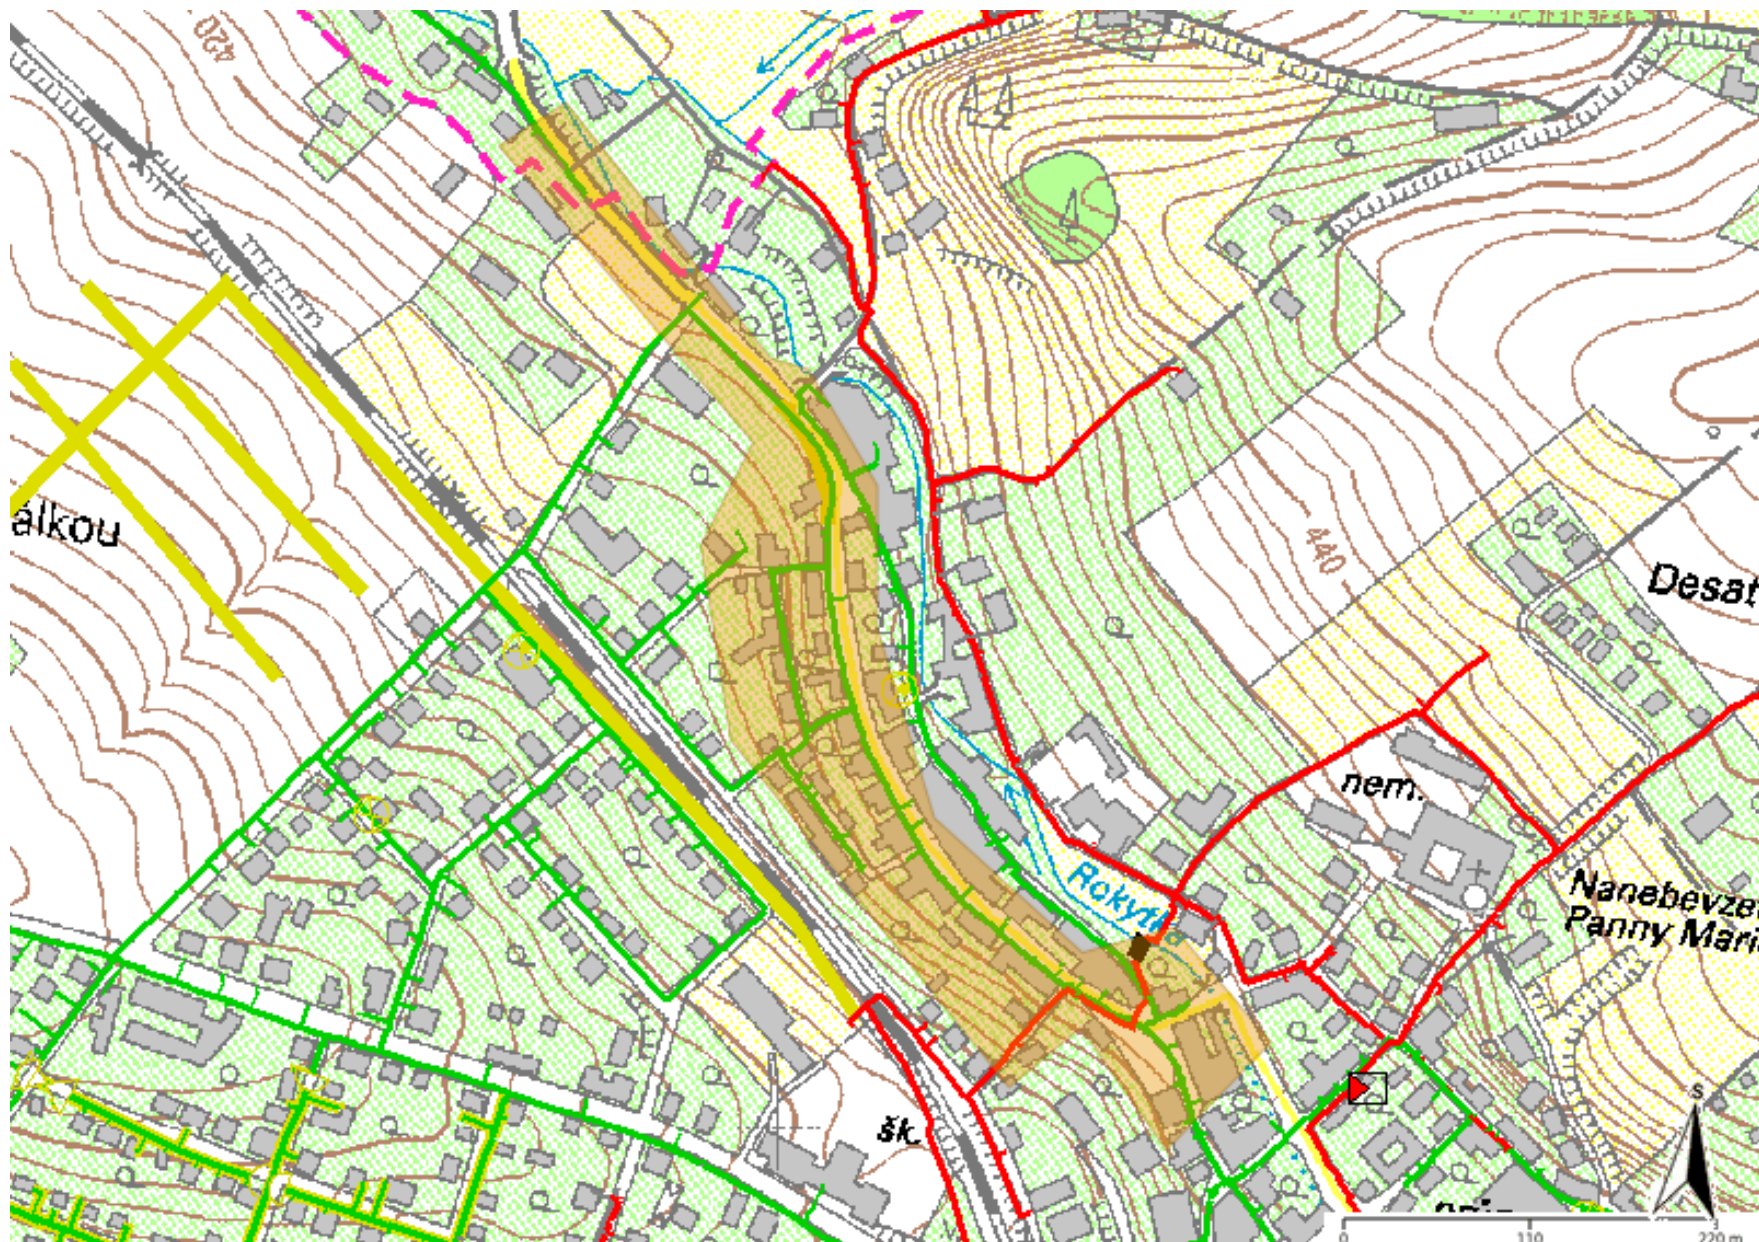 420
álkou
440
Desat
nem.
Rokytka
Nanebevzet
Panny Mari
šk.
S
0 110 220 m